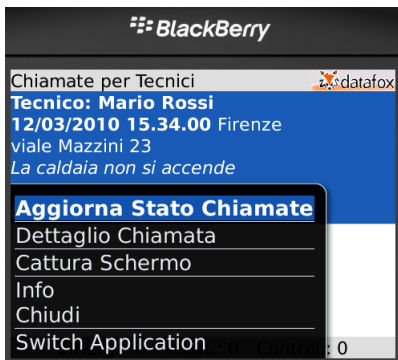 BlackBerry
Chiamate per Tecnici datafox
Tecnico: Mario Rossi
12/03/2010 15.34.00 Firenze
viale Mazzini 23
La caldaia non si accende
Aggiorna Stato Chiamate
Dettaglio Chiamata
Cattura Schermo
Info
Chiudi
Switch Application
: 0